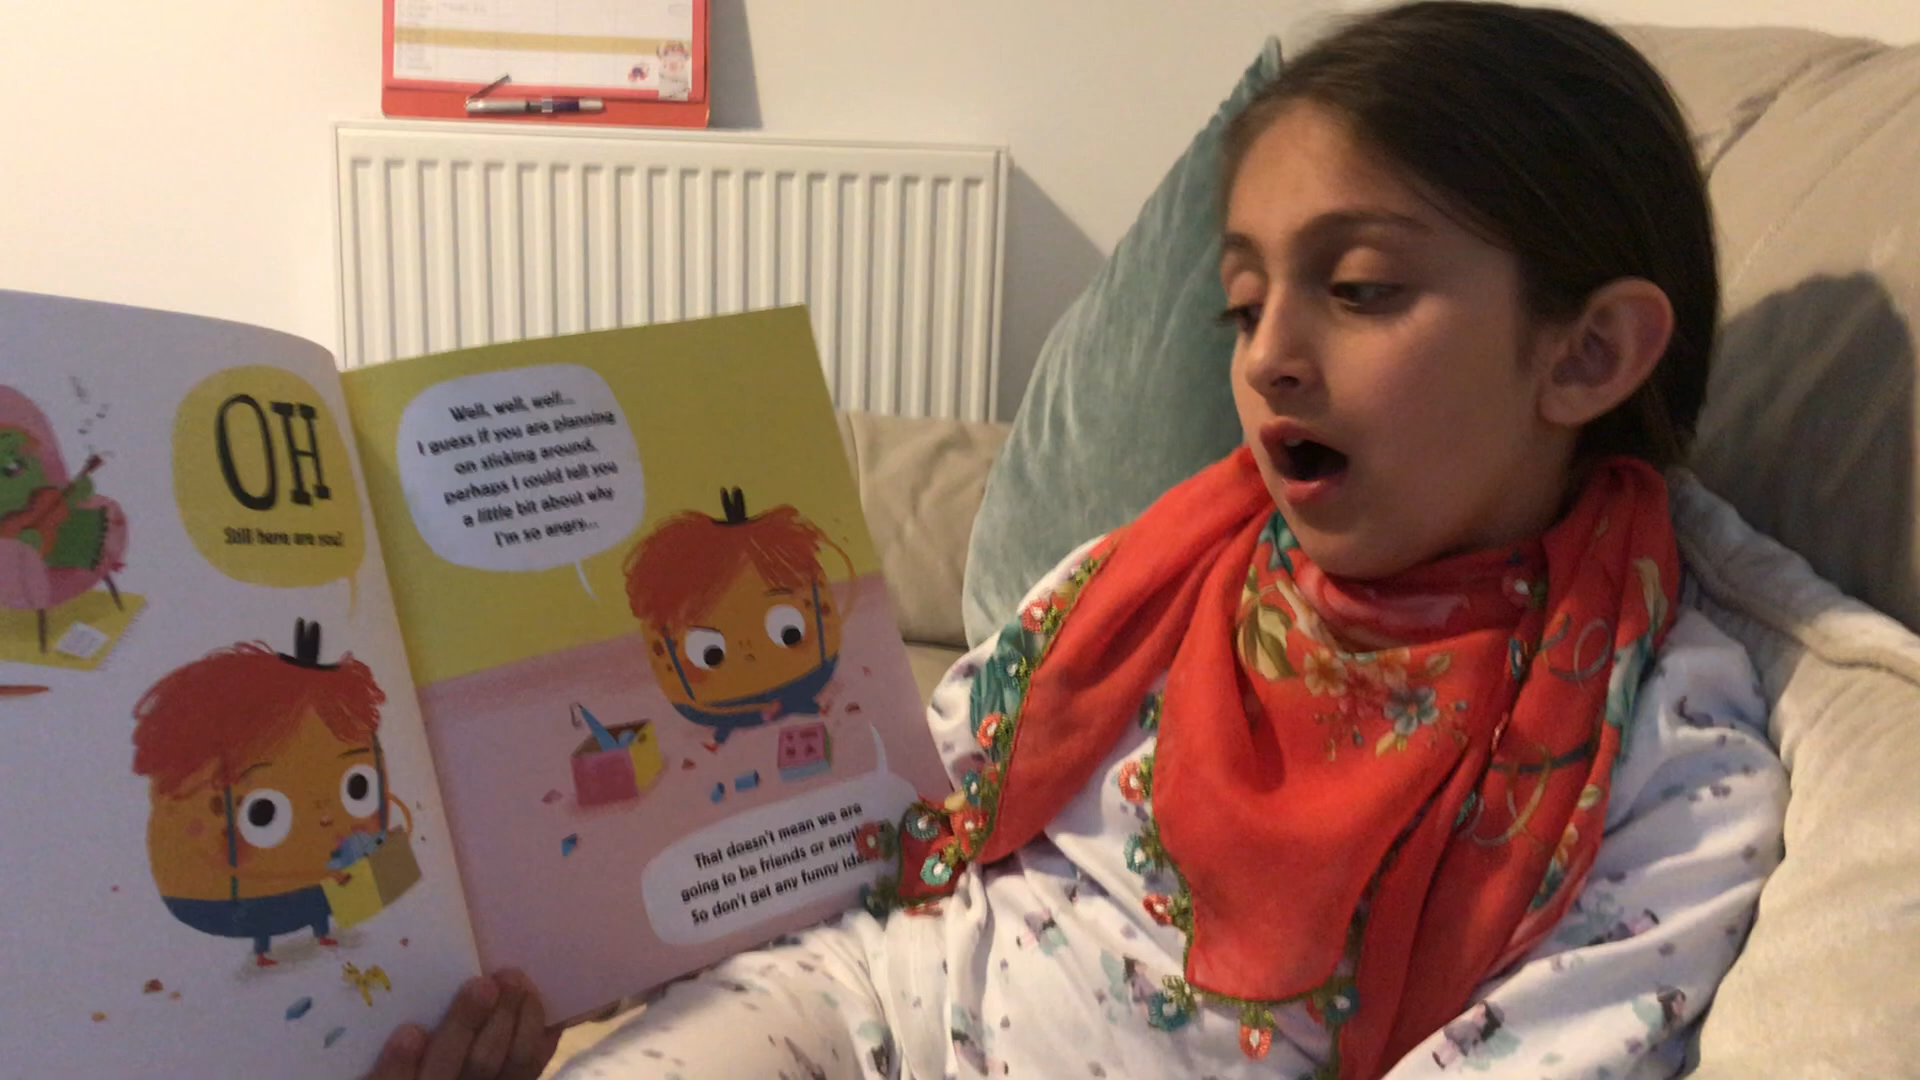 OH
Still here are you?
Well, well, well...
I guess if you are planning
on sticking around,
perhaps I could tell you
a little bit about why
I'm so angry...
That doesn't mean we are
going to be friends or
So don't get any funny